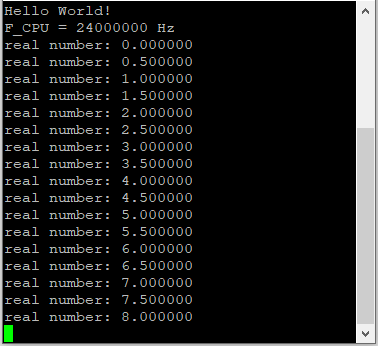 Hello World!
F_CPU = 24000000 Hz
real number: 0.000000
real number: 0.500000
real number: 1.000000
real number: 1.500000
real number: 2.000000
real number: 2.500000
real number: 3.000000
real number: 3.500000
real number: 4.000000
real number: 4.500000
real number: 5.000000
real number: 5.500000
real number: 6.000000
real number: 6.500000
real number: 7.000000
real number: 7.500000
real number: 8.000000